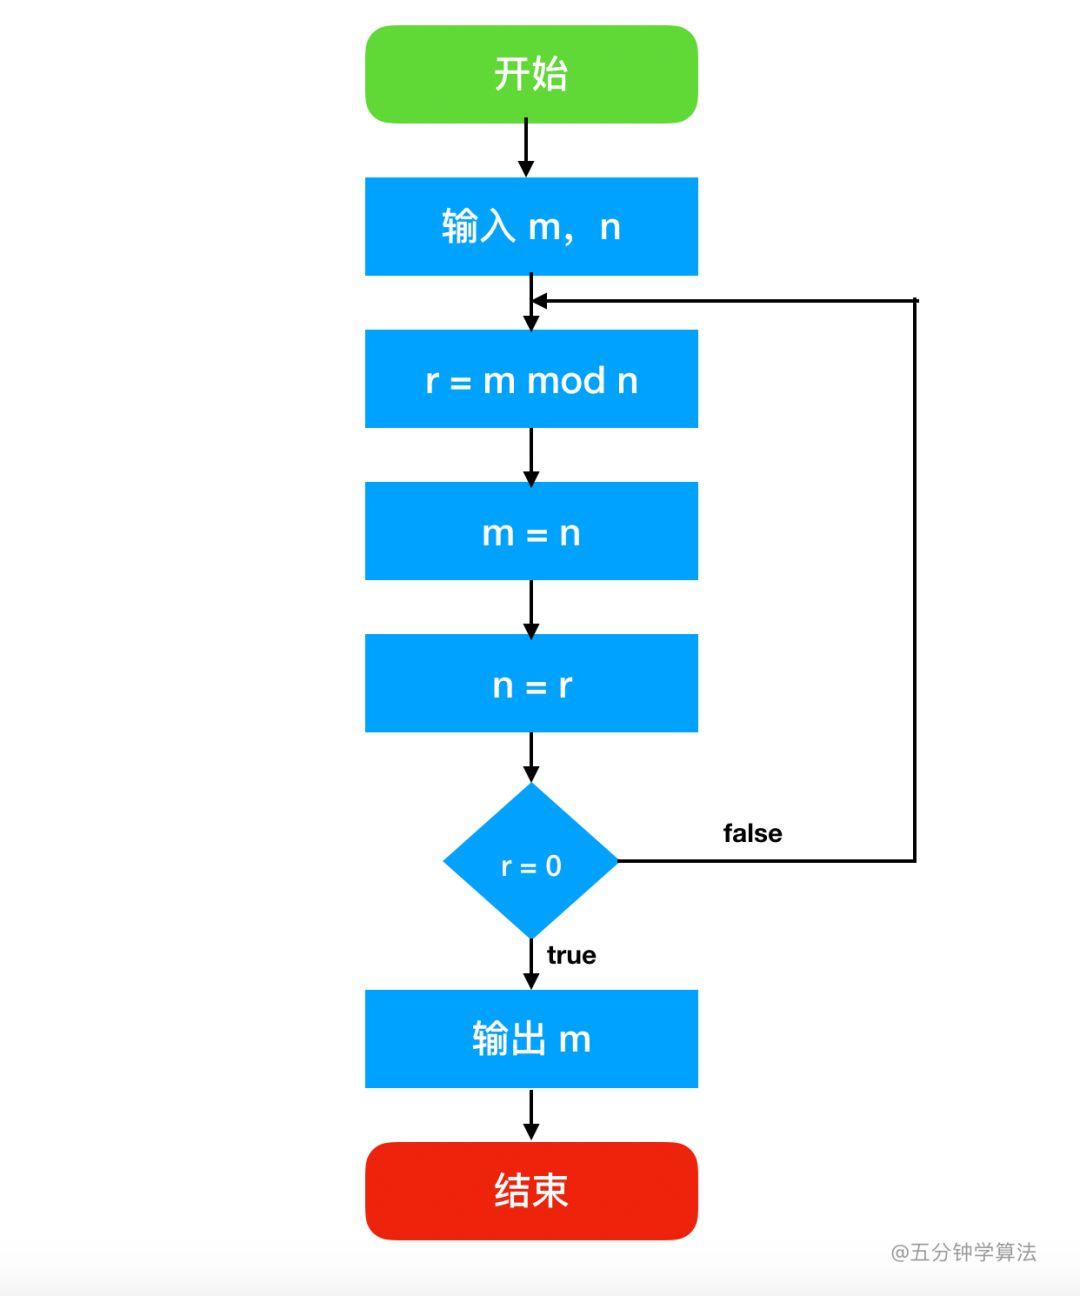 开始
输入 m，n
r = m mod n
m = n
n = r
r = 0
false
true
输出 m
结束
@五分钟学算法